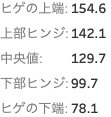 ヒゲの上端: 154.6
上部ヒンジ: 142.1
中央値: 129.7
下部ヒンジ: 99.7
ヒゲの下端: 78.1